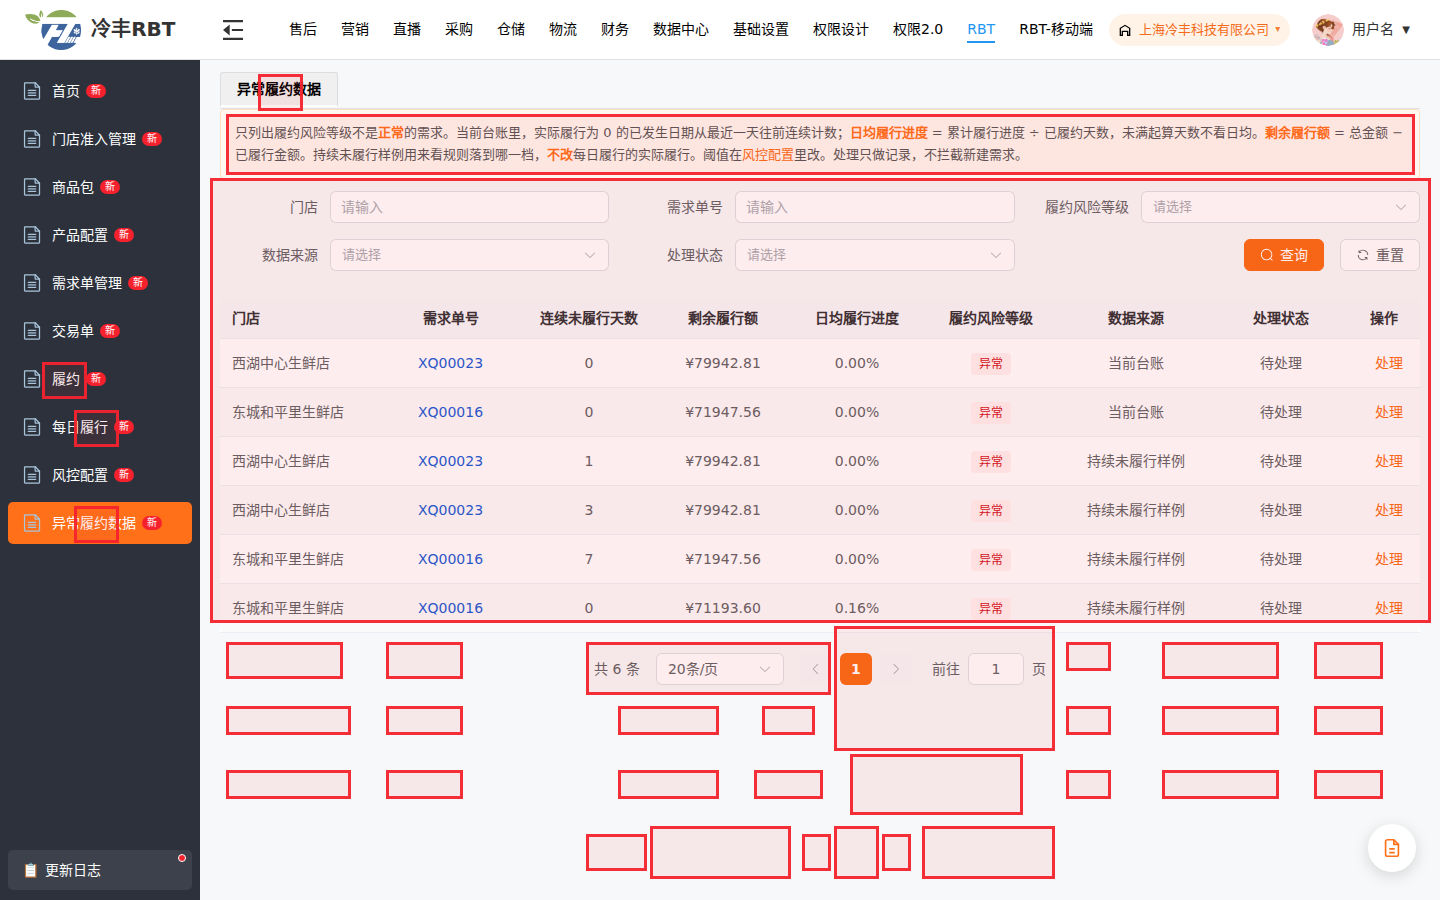 冷丰RBT
售后 营销 直播 采购 仓储 物流 财务 数据中心 基础设置 权限设计 权限2.0 RBT RBT-移动端 上海冷丰科技有限公司 ▾ 用户名 ▼
首页 新
门店准入管理 新
商品包 新
产品配置 新
需求单管理 新
交易单 新
履约 新
每日履行 新
风控配置 新
异常履约数据 新
📋 更新日志
异常履约数据
只列出履约风险等级不是正常的需求。当前台账里，实际履行为 0 的已发生日期从最近一天往前连续计数；日均履行进度 = 累计履行进度 ÷ 已履约天数，未满起算天数不看日均。剩余履行额 = 总金额 −
已履行金额。持续未履行样例用来看规则落到哪一档，不改每日履行的实际履行。阈值在风控配置里改。处理只做记录，不拦截新建需求。
门店 请输入 需求单号 请输入 履约风险等级 请选择
数据来源 请选择 处理状态 请选择 查询 重置
门店 需求单号 连续未履行天数 剩余履行额 日均履行进度 履约风险等级 数据来源 处理状态 操作
西湖中心生鲜店 XQ00023 0 ¥79942.81 0.00% 异常 当前台账 待处理 处理
东城和平里生鲜店 XQ00016 0 ¥71947.56 0.00% 异常 当前台账 待处理 处理
西湖中心生鲜店 XQ00023 1 ¥79942.81 0.00% 异常 持续未履行样例 待处理 处理
西湖中心生鲜店 XQ00023 3 ¥79942.81 0.00% 异常 持续未履行样例 待处理 处理
东城和平里生鲜店 XQ00016 7 ¥71947.56 0.00% 异常 持续未履行样例 待处理 处理
东城和平里生鲜店 XQ00016 0 ¥71193.60 0.16% 异常 持续未履行样例 待处理 处理
共 6 条 20条/页 1 前往 1 页